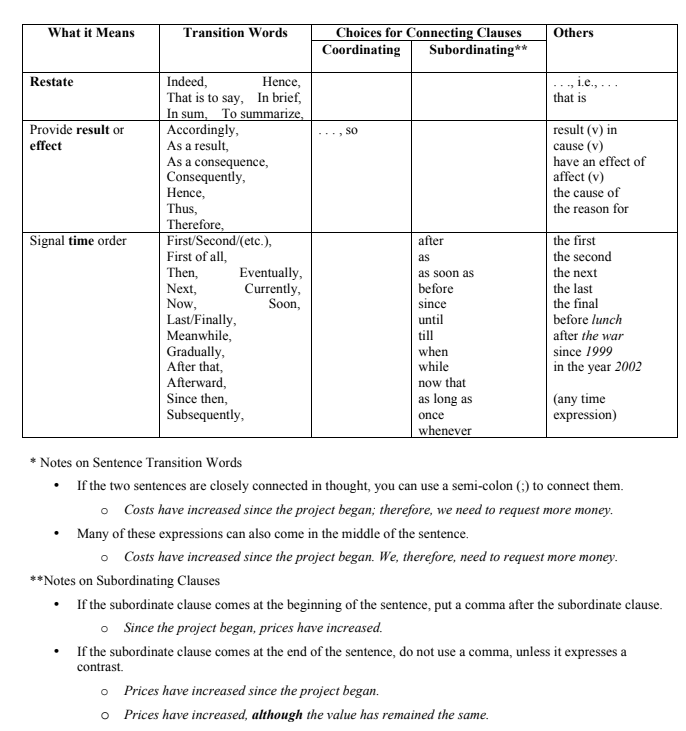 What it Means Transition Words Choices for Connecting Clauses Others
Coordinating Subordinating**
Restate Indeed, Hence, . . ., i.e., . . .
That is to say, In brief, that is
In sum, To summarize,
Provide result or Accordingly, . . . , so result (v) in
effect As a result, cause (v)
As a consequence, have an effect of
Consequently, affect (v)
Hence, the cause of
Thus, the reason for
Therefore,
Signal time order First/Second/(etc.), after the first
First of all, as the second
Then, Eventually, as soon as the next
Next, Currently, before the last
Now, Soon, since the final
Last/Finally, until before lunch
Meanwhile, till after the war
Gradually, when since 1999
After that, while in the year 2002
Afterward, now that
Since then, as long as (any time
Subsequently, once expression)
whenever
* Notes on Sentence Transition Words
• If the two sentences are closely connected in thought, you can use a semi-colon (;) to connect them.
o Costs have increased since the project began; therefore, we need to request more money.
• Many of these expressions can also come in the middle of the sentence.
o Costs have increased since the project began. We, therefore, need to request more money.
**Notes on Subordinating Clauses
• If the subordinate clause comes at the beginning of the sentence, put a comma after the subordinate clause.
o Since the project began, prices have increased.
• If the subordinate clause comes at the end of the sentence, do not use a comma, unless it expresses a
contrast.
o Prices have increased since the project began.
o Prices have increased, although the value has remained the same.